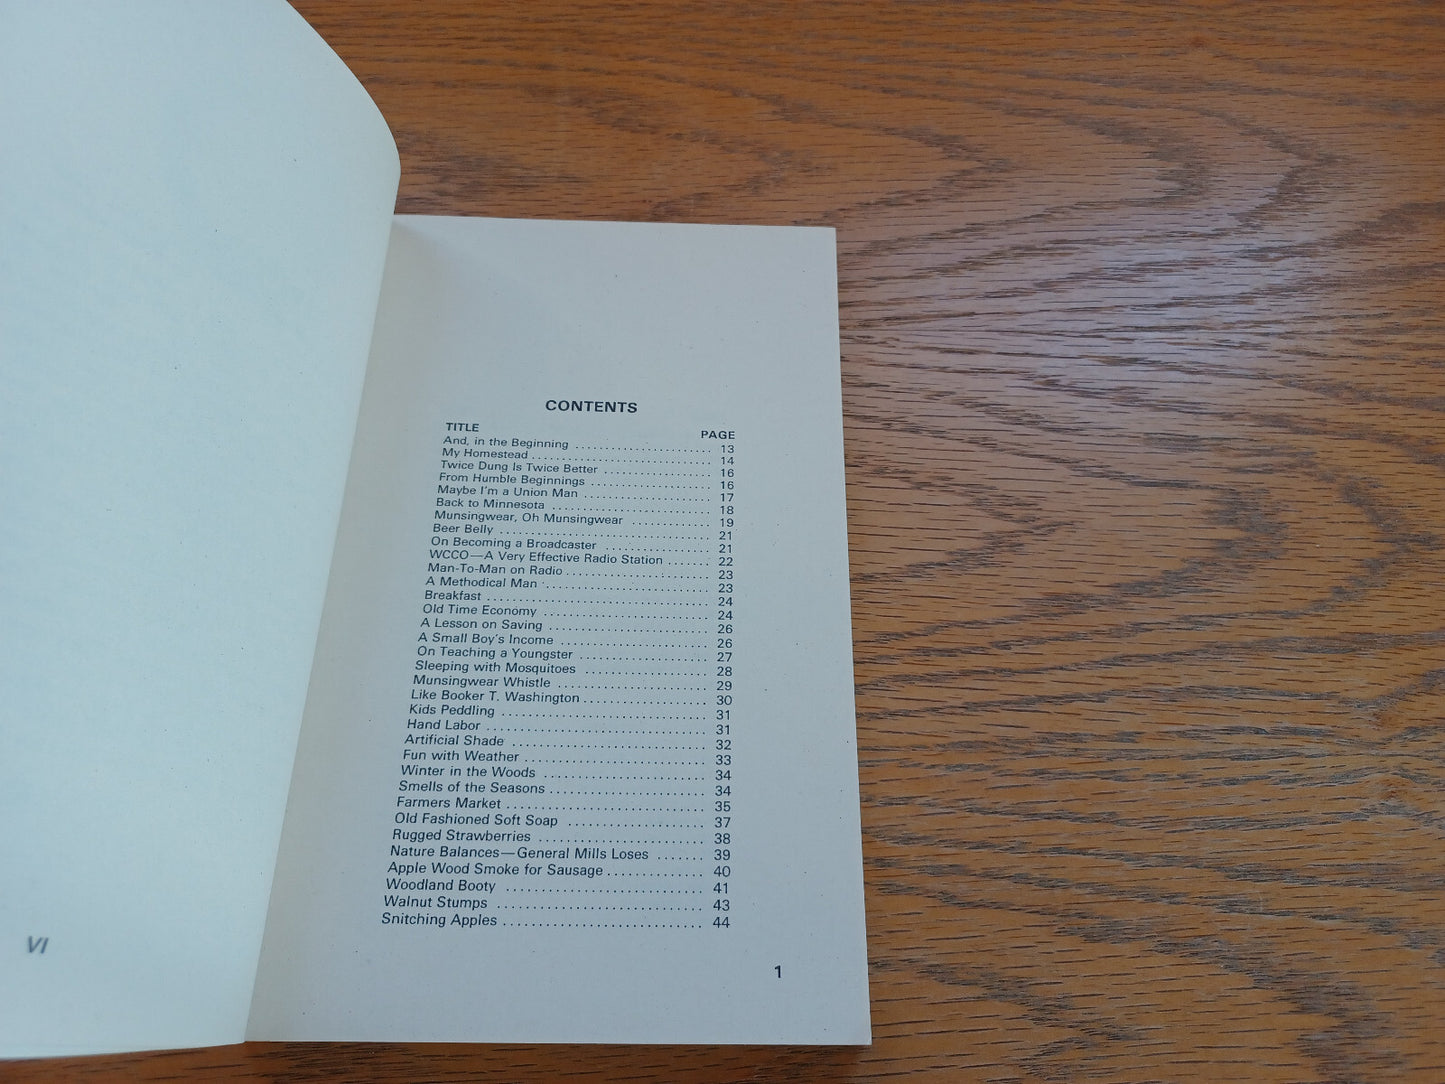 VI
CONTENTS
TITLE PAGE
And, in the Beginning .................... 13
My Homestead .......................... 14
Twice Dung Is Twice Better ................ 16
From Humble Beginnings .................. 16
Maybe I'm a Union Man ................... 17
Back to Minnesota ....................... 18
Munsingwear, Oh Munsingwear ............ 19
Beer Belly .............................. 21
On Becoming a Broadcaster ............... 21
WCCO—A Very Effective Radio Station ...... 22
Man-To-Man on Radio .................... 23
A Methodical Man ....................... 23
Breakfast ............................... 24
Old Time Economy ....................... 24
A Lesson on Saving ...................... 26
A Small Boy's Income .................... 26
On Teaching a Youngster .................. 27
Sleeping with Mosquitoes ................. 28
Munsingwear Whistle ..................... 29
Like Booker T. Washington ................. 30
Kids Peddling ........................... 31
Hand Labor ............................. 31
Artificial Shade .......................... 32
Fun with Weather ........................ 33
Winter in the Woods ...................... 34
Smells of the Seasons ..................... 34
Farmers Market .......................... 35
Old Fashioned Soft Soap .................. 37
Rugged Strawberries ..................... 38
Nature Balances—General Mills Loses ...... 39
Apple Wood Smoke for Sausage ............ 40
Woodland Booty ......................... 41
Walnut Stumps .......................... 43
Snitching Apples ......................... 44
1